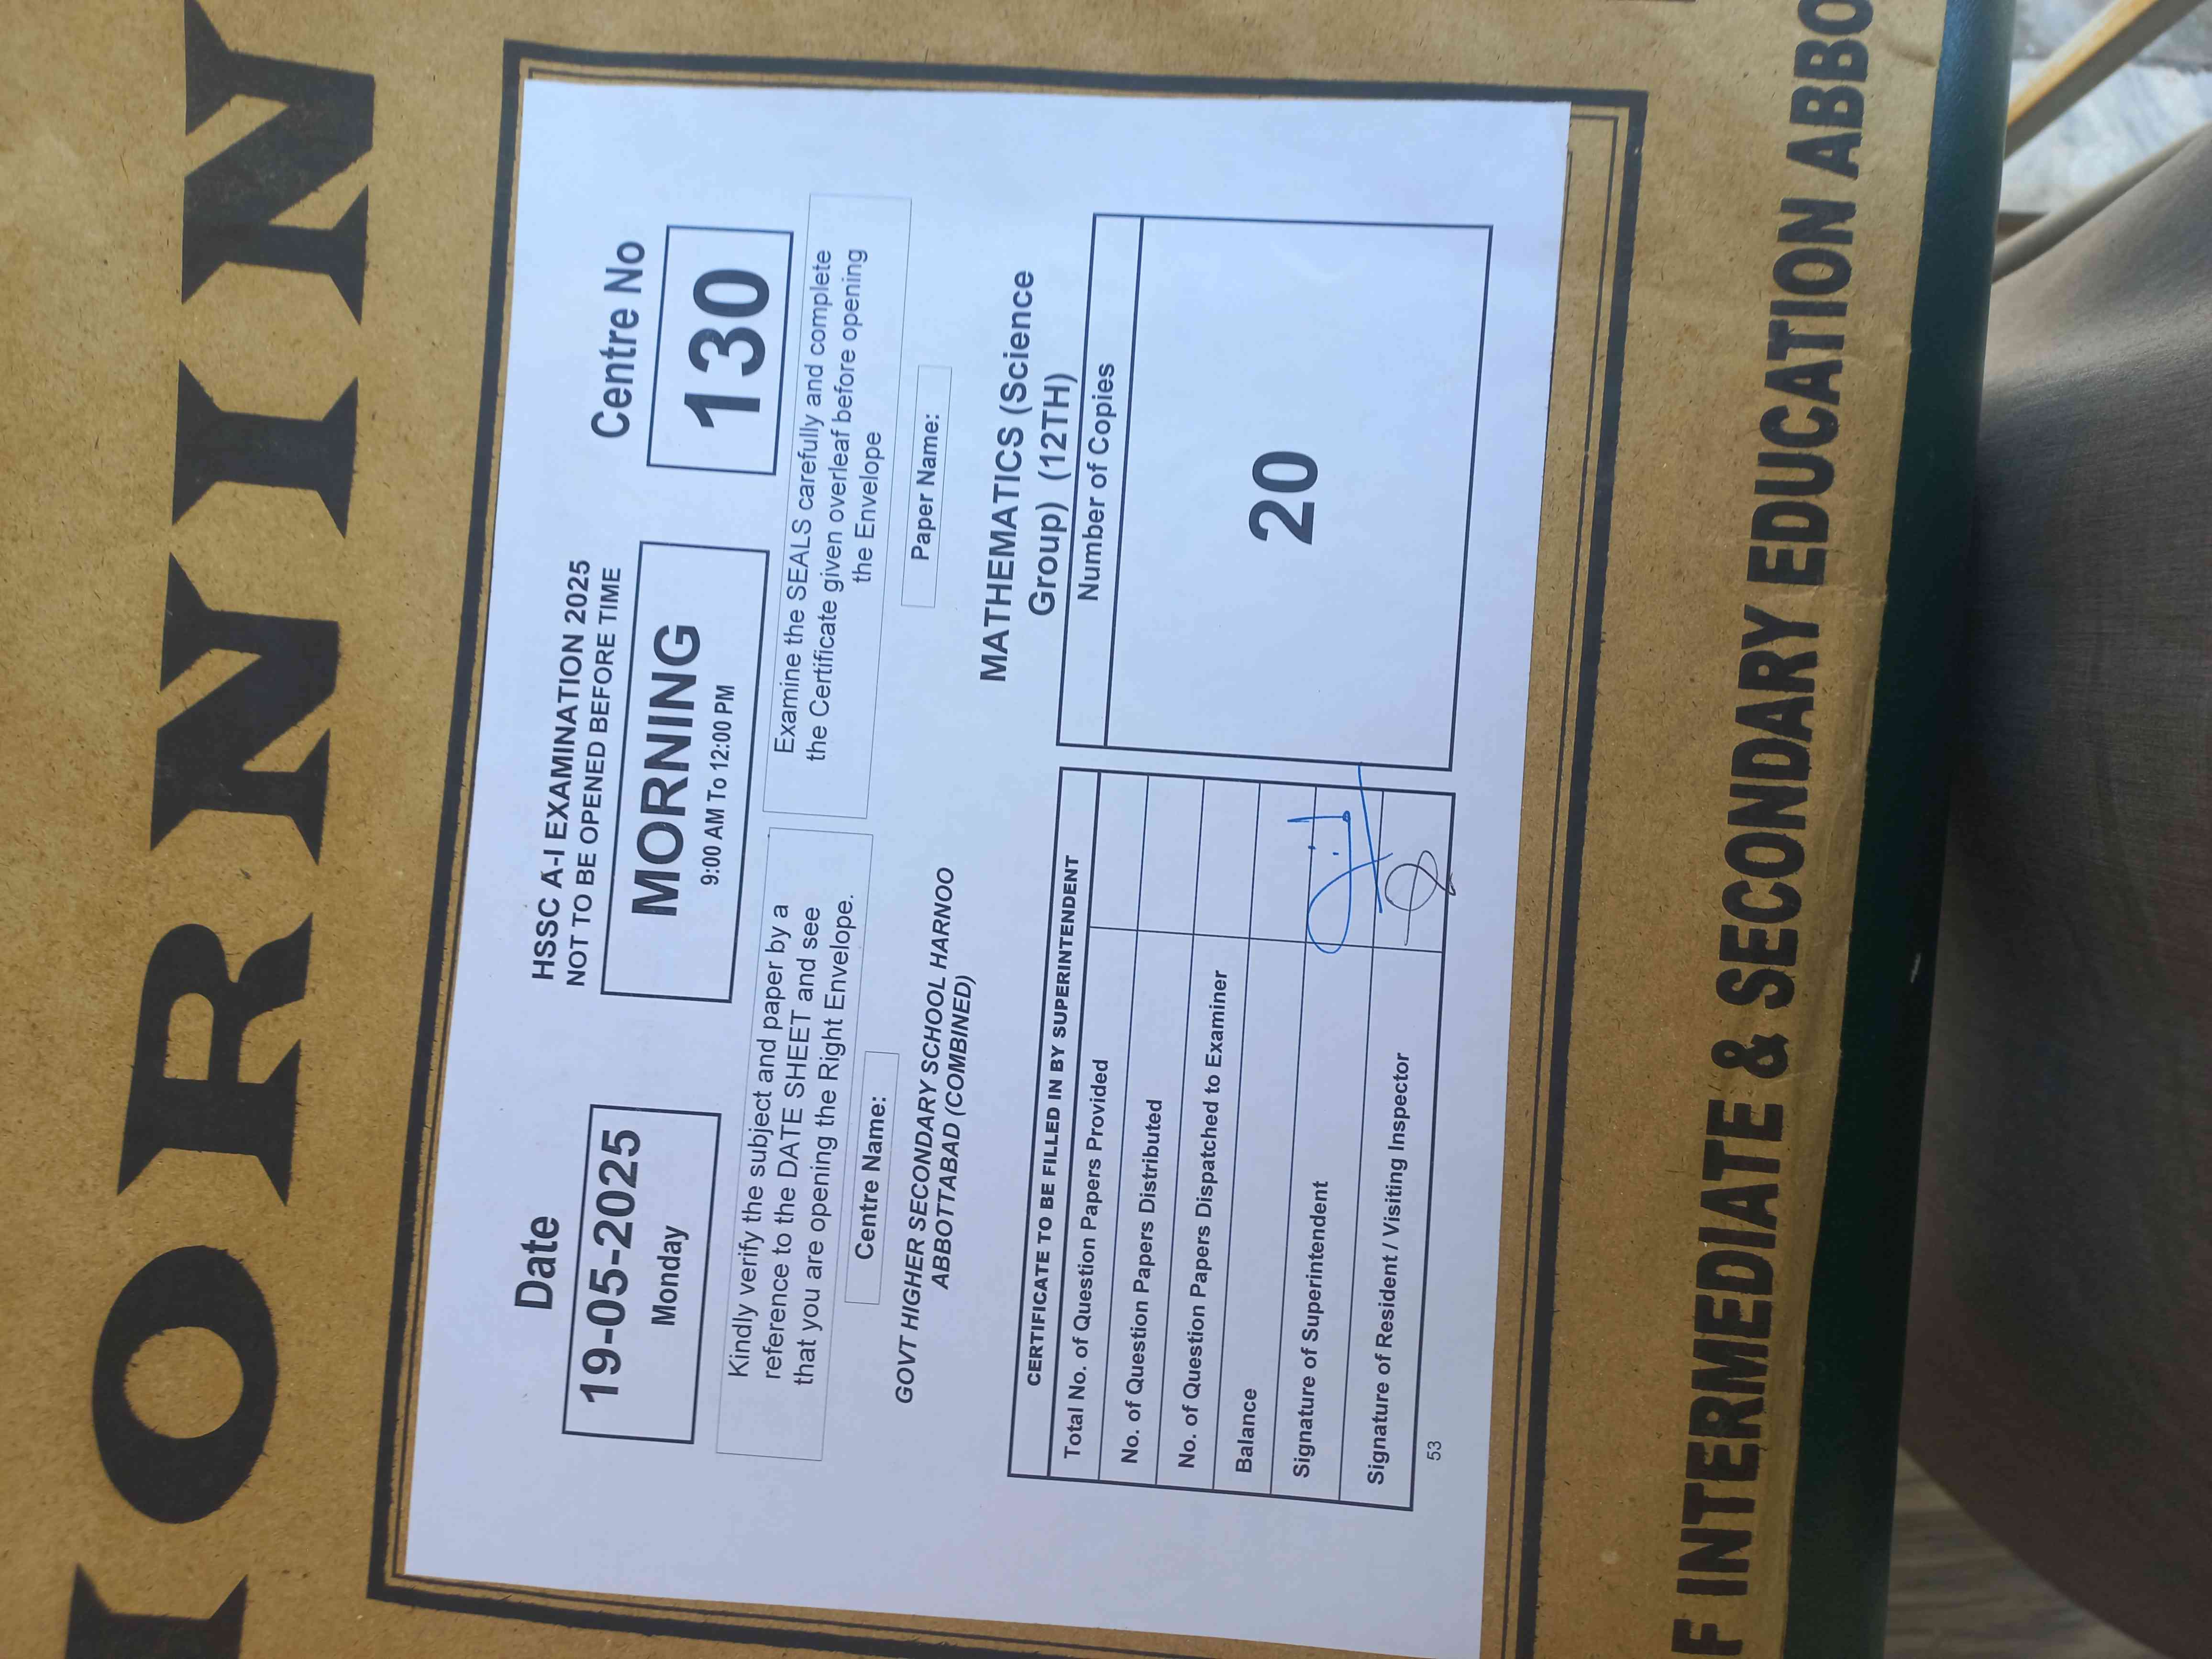 ORNIN
Date
19-05-2025
Monday
HSSC A-I EXAMINATION 2025
NOT TO BE OPENED BEFORE TIME
MORNING
9:00 AM To 12:00 PM
Centre No
130
Kindly verify the subject and paper by a
reference to the DATE SHEET and see
that you are opening the Right Envelope.
Examine the SEALS carefully and complete
the Certificate given overleaf before opening
the Envelope
Centre Name:
GOVT HIGHER SECONDARY SCHOOL HARNOO
ABBOTTABAD (COMBINED)
Paper Name:
MATHEMATICS (Science
Group) (12TH)
CERTIFICATE TO BE FILLED IN BY SUPERINTENDENT
Total No. of Question Papers Provided
No. of Question Papers Distributed
No. of Question Papers Dispatched to Examiner
Balance
Signature of Superintendent
Signature of Resident / Visiting Inspector
Number of Copies
20
53
F INTERMEDIATE & SECONDARY EDUCATION ABBO